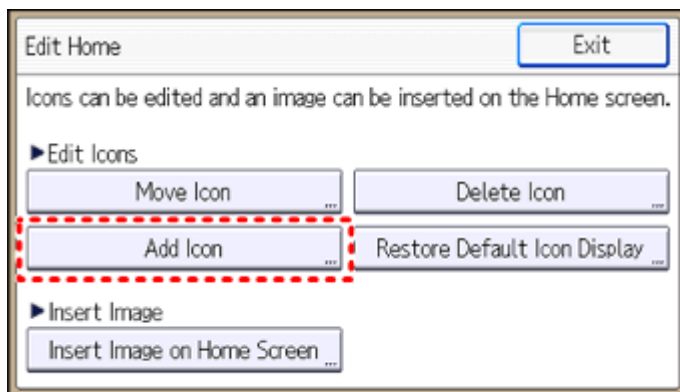 Edit Home
Exit
Icons can be edited and an image can be inserted on the Home screen.
►Edit Icons
Move Icon ...
Delete Icon ...
Add Icon ...
Restore Default Icon Display ...
►Insert Image
Insert Image on Home Screen ...